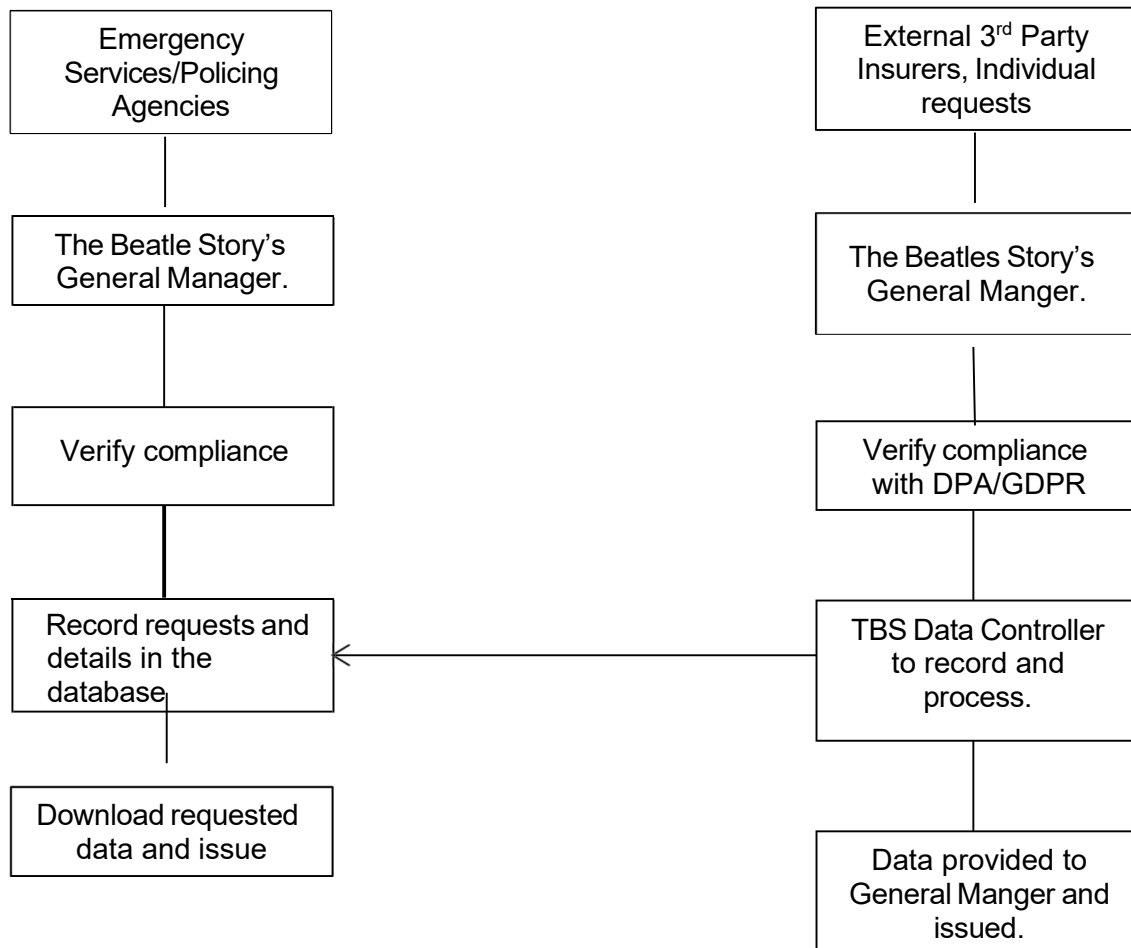 Emergency
Services/Policing
Agencies
The Beatle Story’s
General Manager.
Verify compliance
Record requests and
details in the
database
Download requested
data and issue
External 3rd Party
Insurers, Individual
requests
The Beatles Story’s
General Manger.
Verify compliance
with DPA/GDPR
TBS Data Controller
to record and
process.
Data provided to
General Manger and
issued.